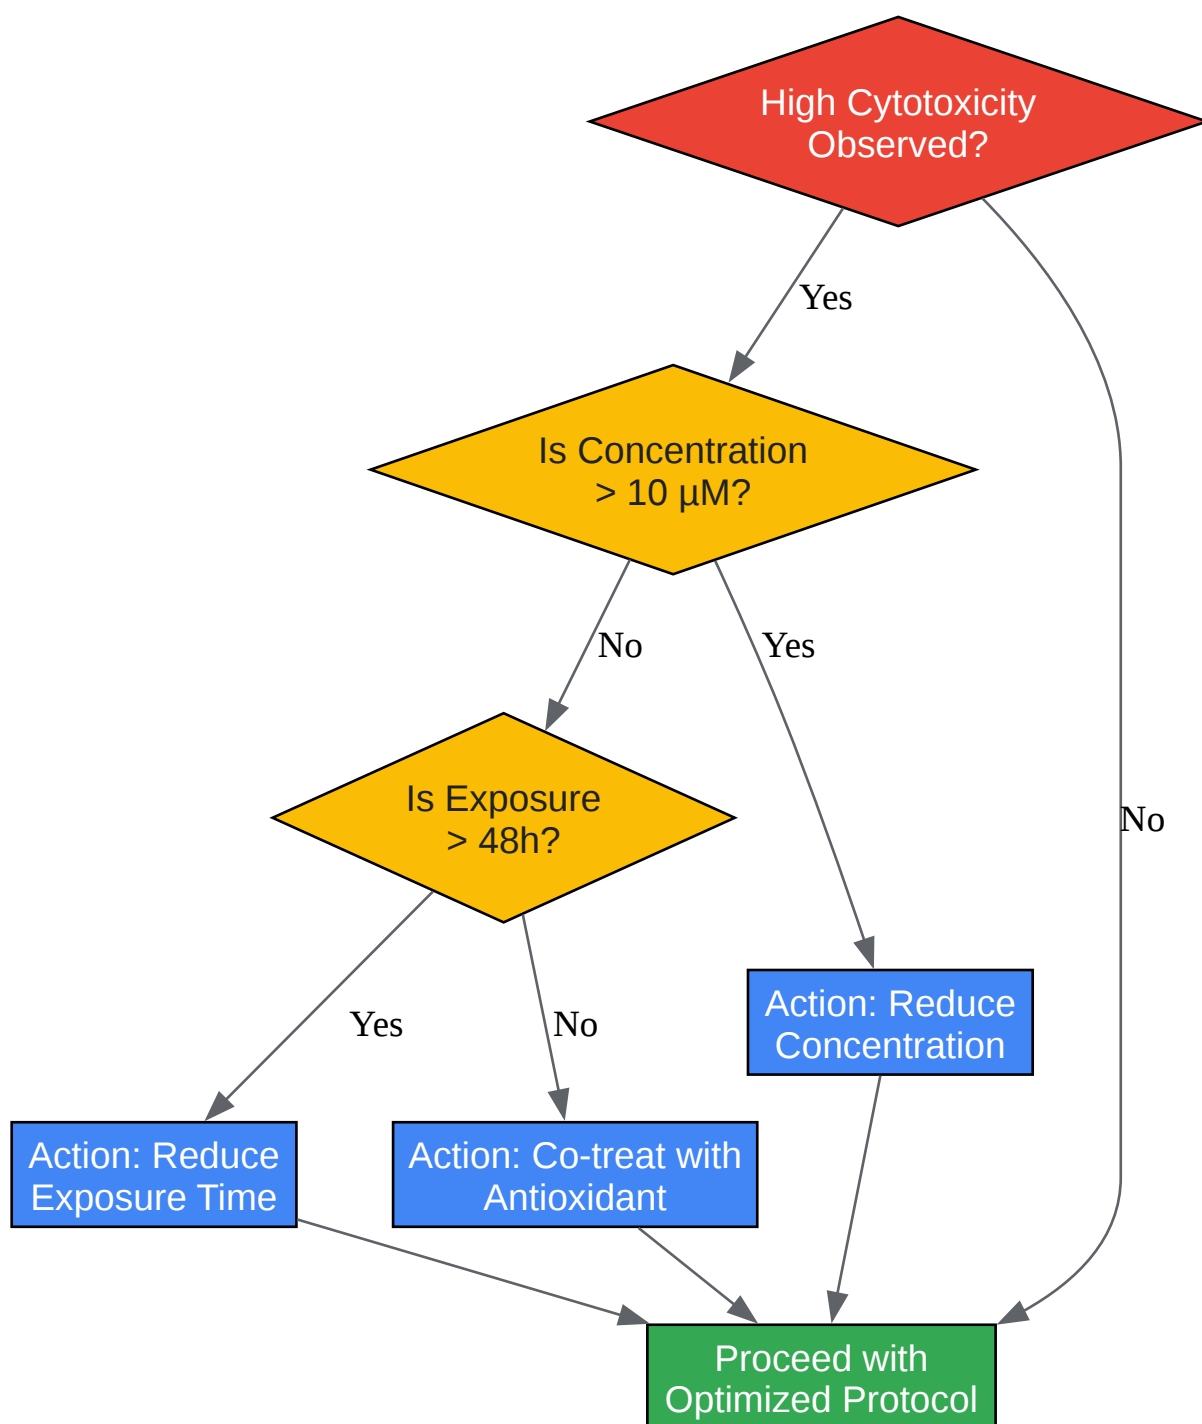 High Cytotoxicity
Observed?
Yes
Is Concentration
> 10 µM?
No
Yes
Is Exposure
> 48h?
No
Yes
No
Action: Reduce
Concentration
Action: Reduce
Exposure Time
Action: Co-treat with
Antioxidant
Proceed with
Optimized Protocol